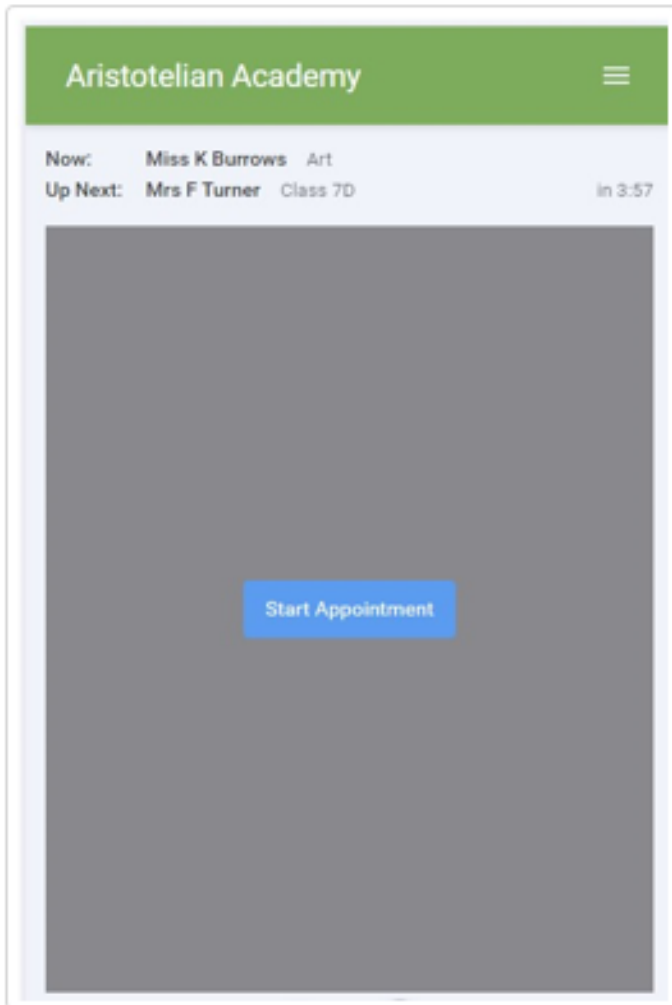 Aristotelian Academy
Now: Miss K Burrows Art
Up Next: Mrs F Turner Class 7D in 3:57
Start Appointment